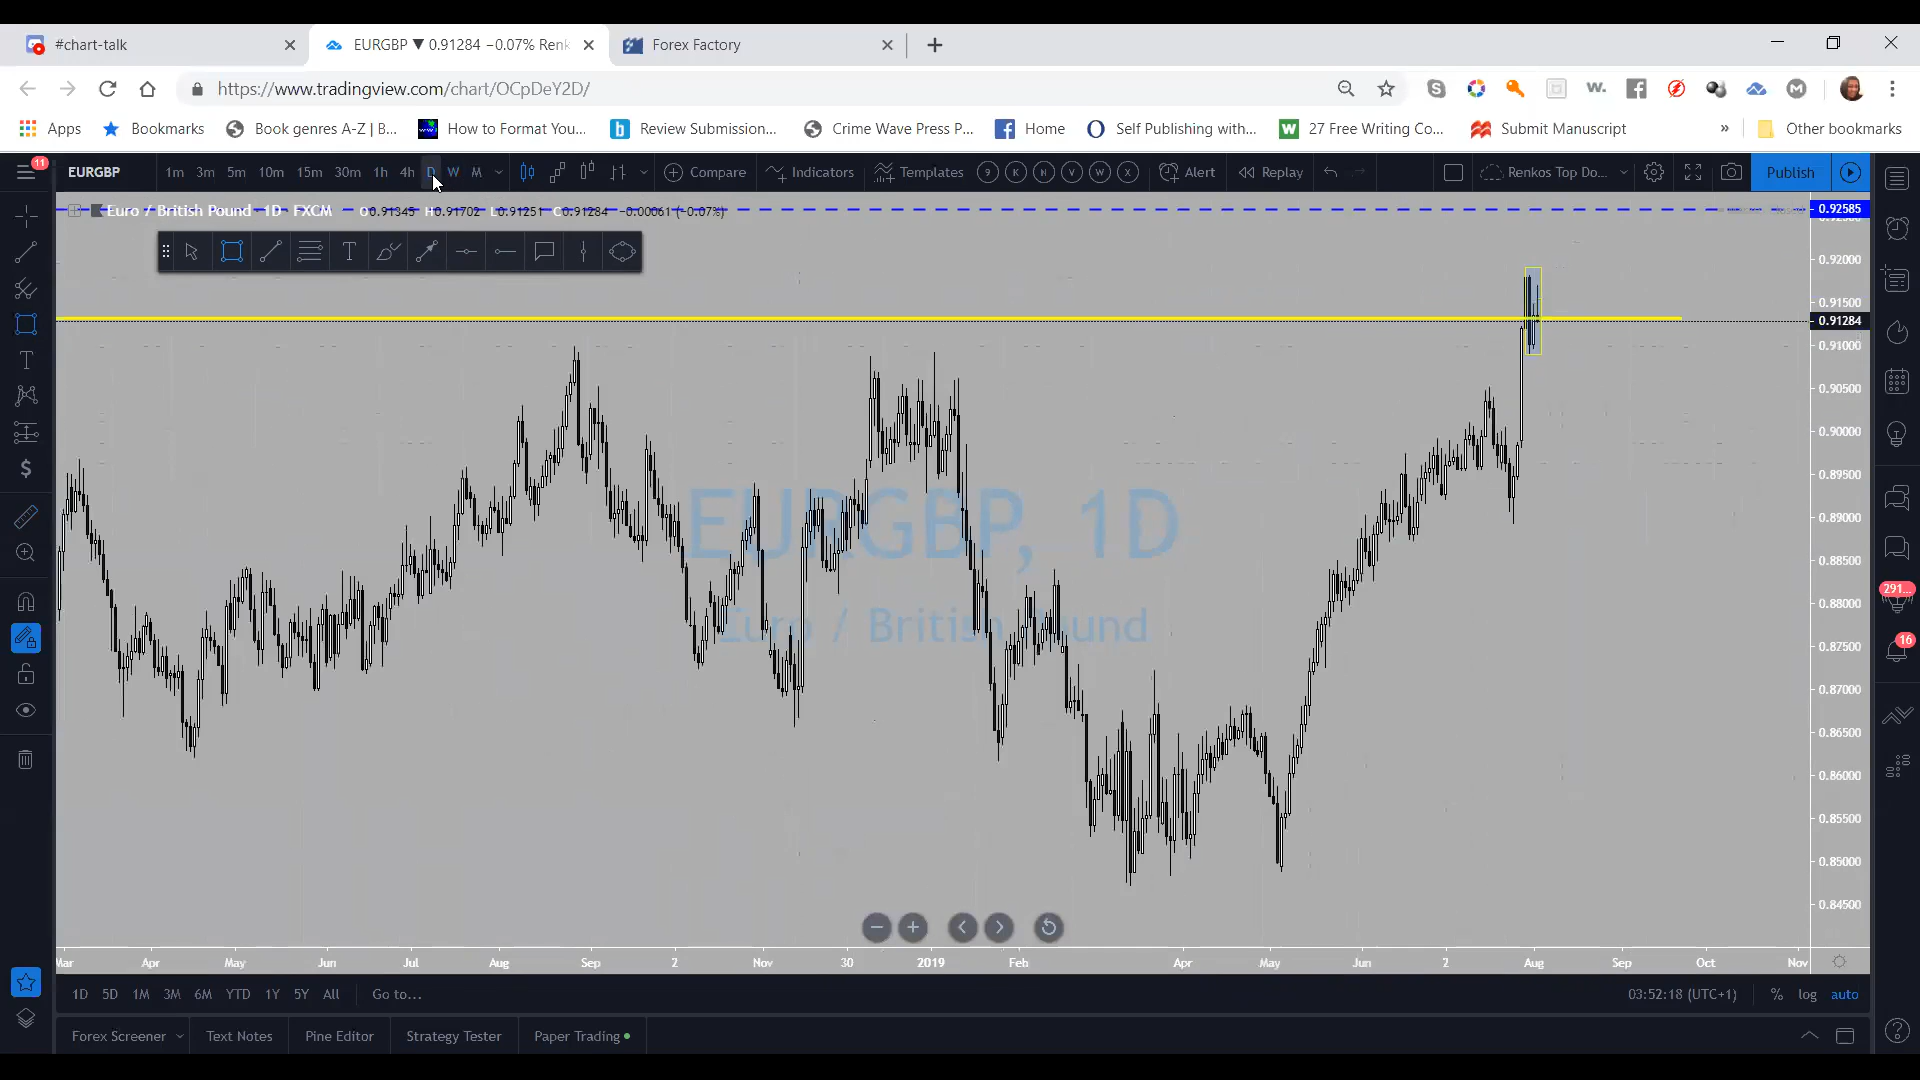 #chart-talk
EURGBP ▼ 0.91284 −0.07% Renk
Forex Factory
https://www.tradingview.com/chart/OCpDeY2D/
Apps
Bookmarks
Book genres A-Z | B...
How to Format You...
Review Submission...
Crime Wave Press P...
Home
Self Publishing with...
27 Free Writing Co...
Submit Manuscript
»
Other bookmarks
11
EURGBP
1m 3m 5m 10m 15m 30m 1h 4h D W M
Compare
Indicators
Templates
9 K N V W X
Alert
Replay
Renkos Top Do...
Publish
Euro / British Pound · 1D · FXCM O0.91345 H0.91702 L0.91251 C0.91284 −0.00061 (−0.07%)
0.92585
0.92000
0.91500
0.91284
0.91000
0.90500
0.90000
0.89500
0.89000
0.88500
0.88000
0.87500
0.87000
0.86500
0.86000
0.85500
0.85000
0.84500
EURGBP, 1D
Euro / British Pound
291...
16
Mar Apr May Jun Jul Aug Sep 2 Nov 30 2019 Feb Apr May Jun 2 Aug Sep Oct Nov
1D 5D 1M 3M 6M YTD 1Y 5Y All Go to...
03:52:18 (UTC+1) % log auto
Forex Screener Text Notes Pine Editor Strategy Tester Paper Trading